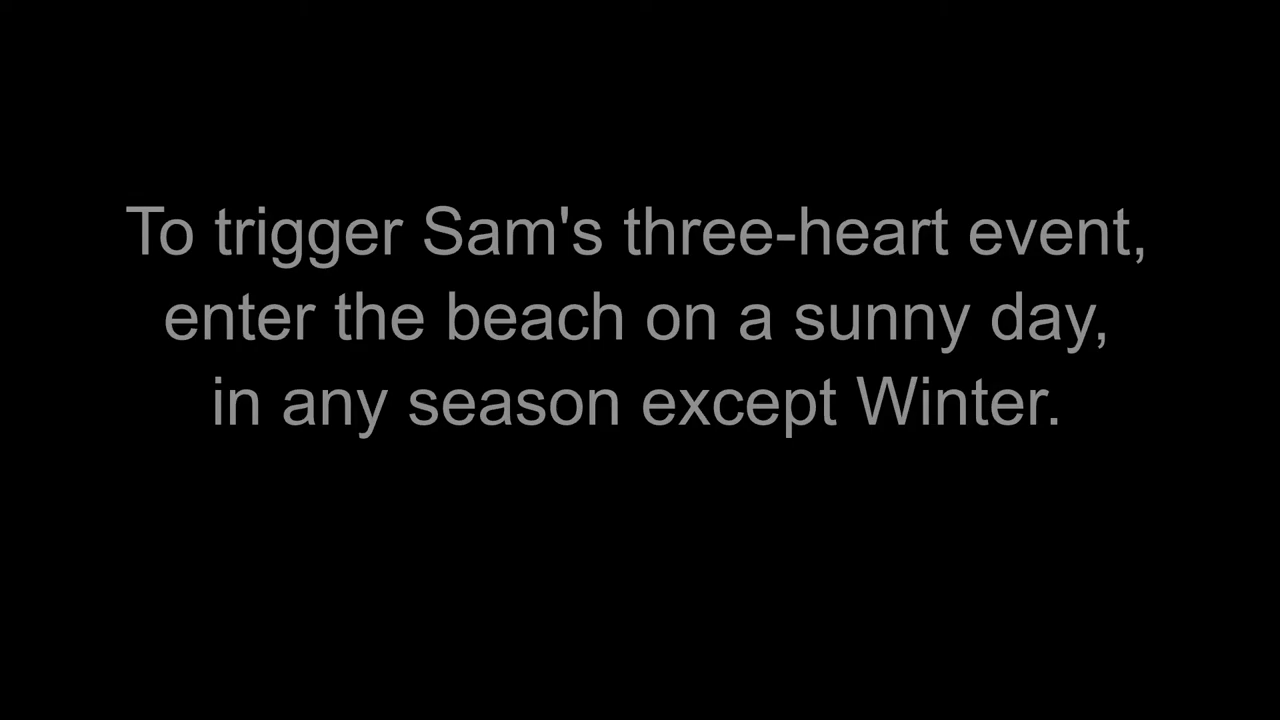 To trigger Sam's three-heart event,
enter the beach on a sunny day,
in any season except Winter.